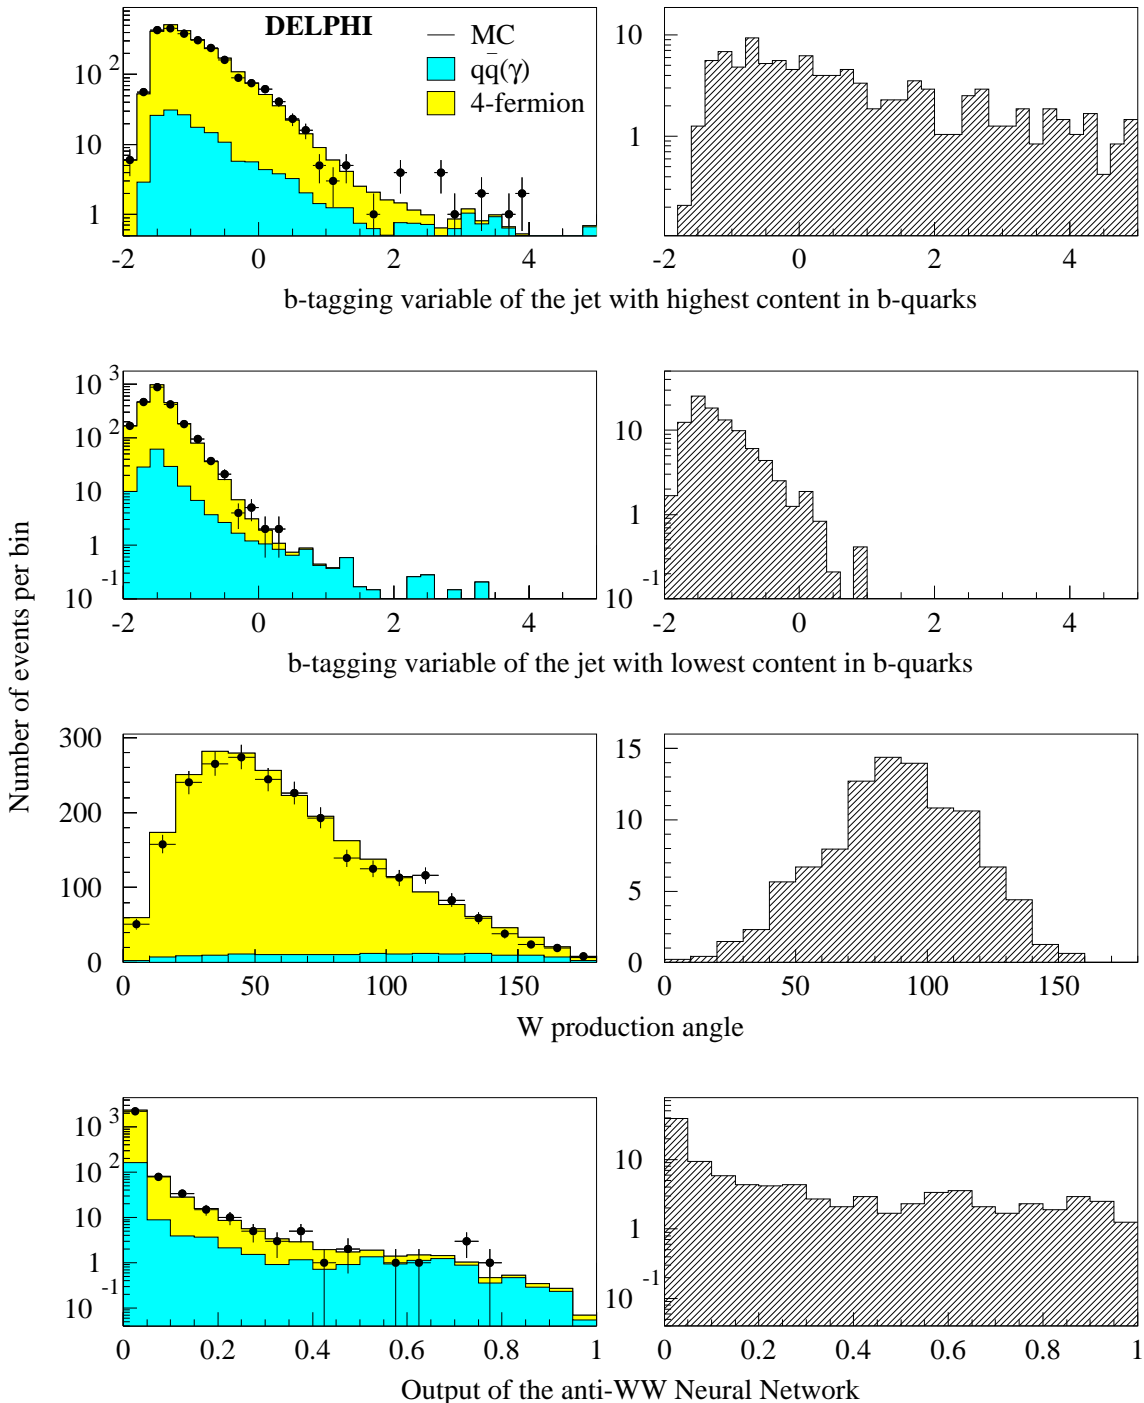 DELPHI
MC
qq̄(γ)
4-fermion
10 2
10
1
-2 0 2 4
10
1
-2 0 2 4
b-tagging variable of the jet with highest content in b-quarks
10 3
10 2
10
1
10 -1
-2 0 2 4
10
1
10 -1
-2 0 2 4
b-tagging variable of the jet with lowest content in b-quarks
Number of events per bin
300
200
100
0
0 50 100 150
15
10
5
0
0 50 100 150
W production angle
10 3
10 2
10
1
10 -1
0 0.2 0.4 0.6 0.8 1
10
1
10 -1
0 0.2 0.4 0.6 0.8 1
Output of the anti-WW Neural Network